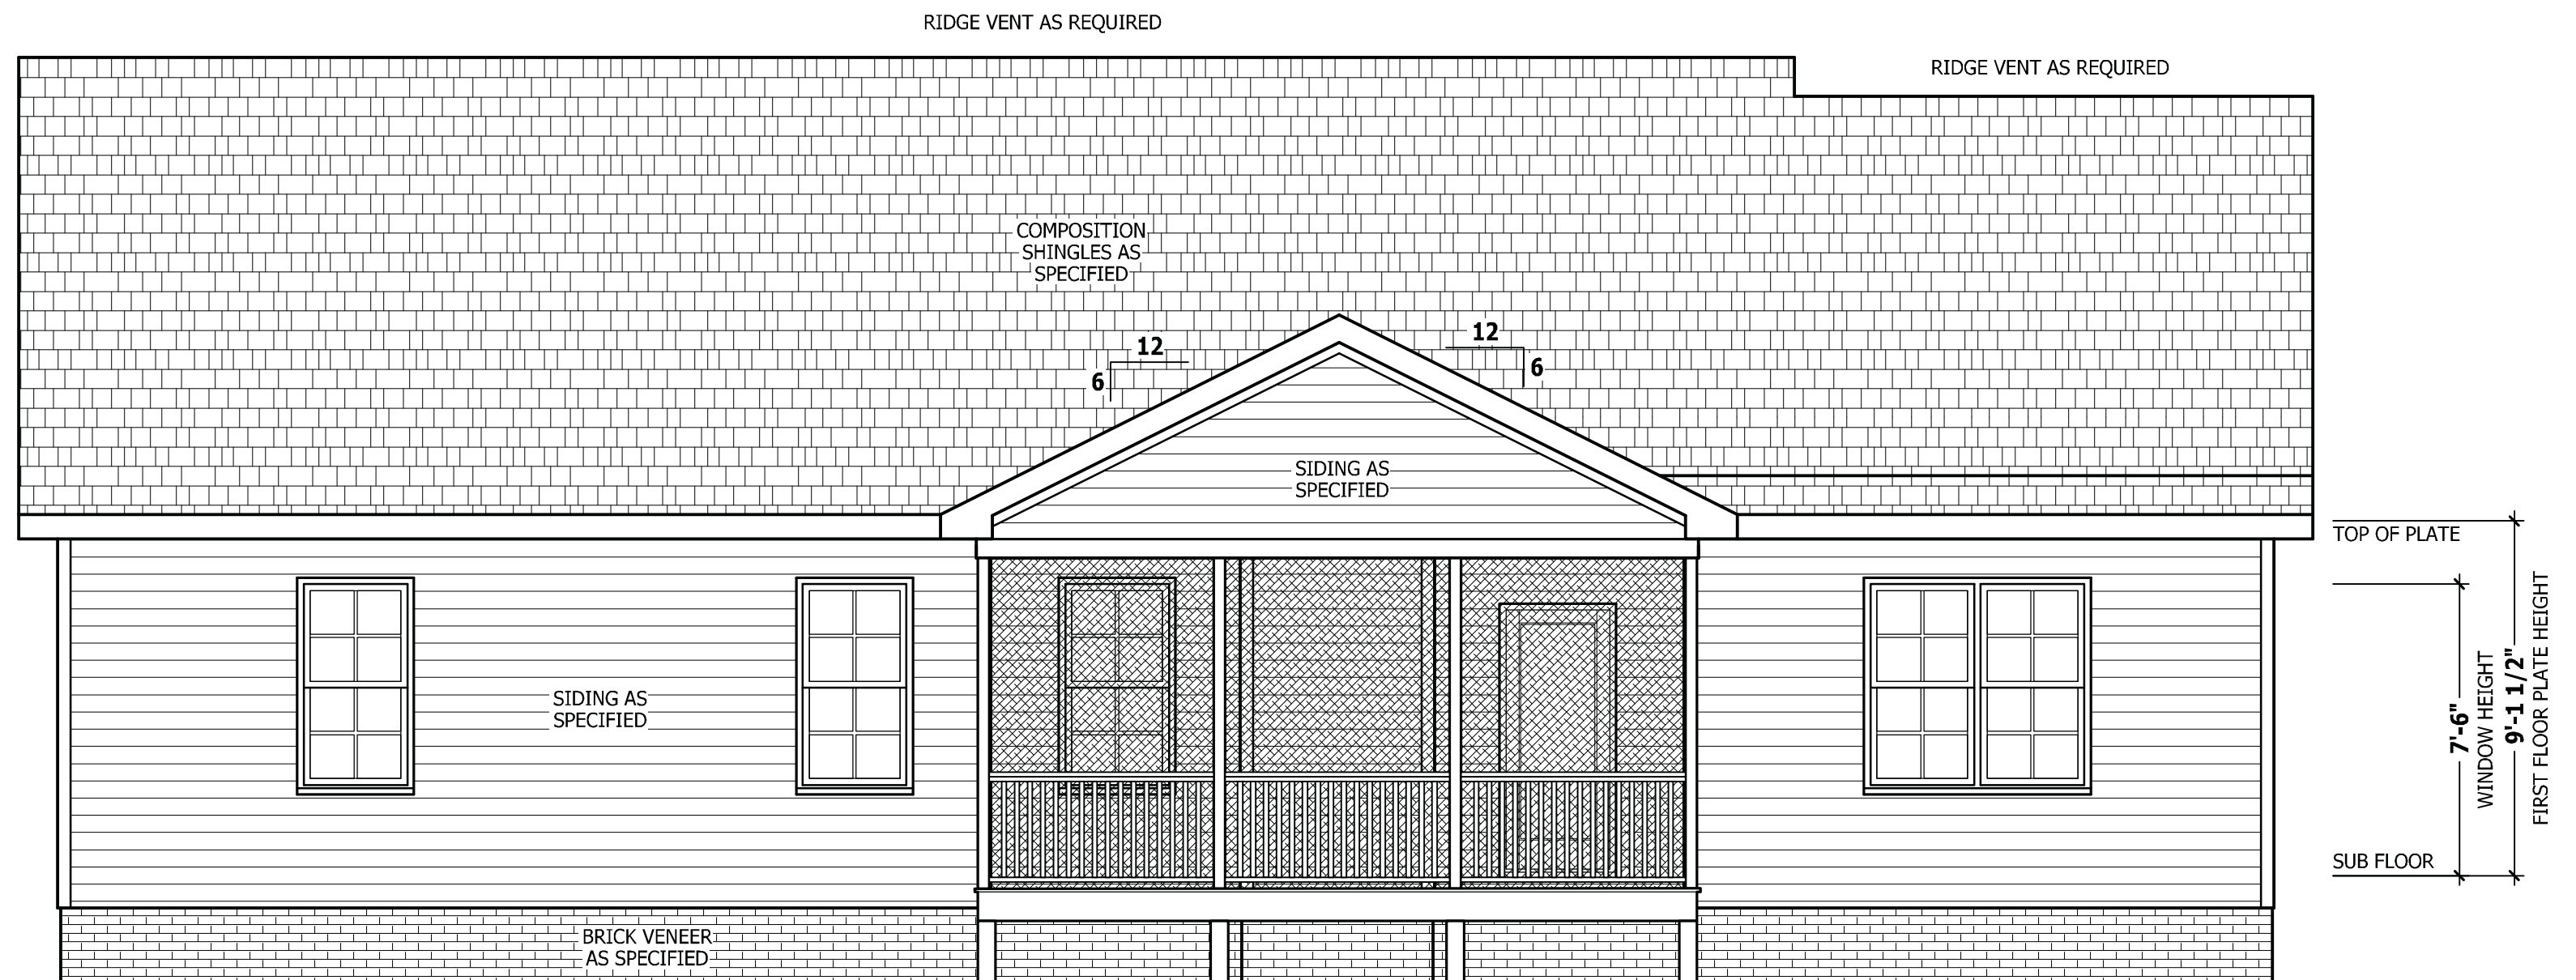 RIDGE VENT AS REQUIRED
RIDGE VENT AS REQUIRED
COMPOSITION
SHINGLES AS
SPECIFIED
12
6
12
6
SIDING AS
SPECIFIED
TOP OF PLATE
SIDING AS
SPECIFIED
7'-6"
WINDOW HEIGHT
9'-1 1/2"
FIRST FLOOR PLATE HEIGHT
SUB FLOOR
BRICK VENEER
AS SPECIFIED